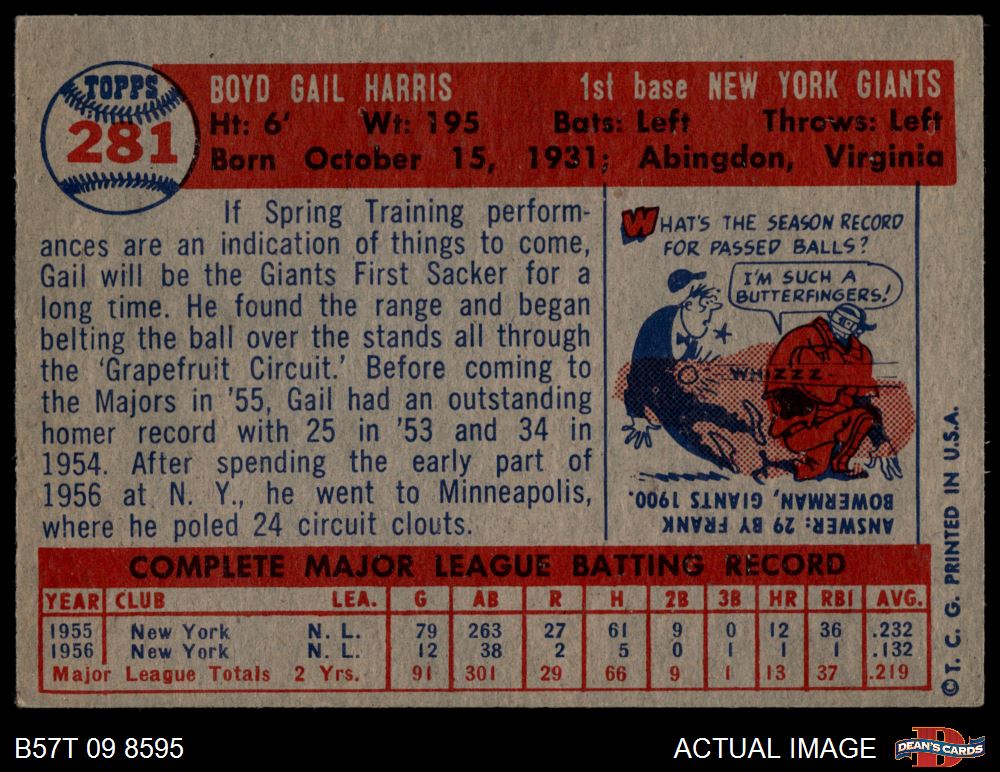 TOPPS
281
BOYD GAIL HARRIS 1st base NEW YORK GIANTS
Ht: 6' Wt: 195 Bats: Left Throws: Left
Born October 15, 1931; Abingdon, Virginia
If Spring Training perform-
ances are an indication of things to come,
Gail will be the Giants First Sacker for a
long time. He found the range and began
belting the ball over the stands all through
the 'Grapefruit Circuit.' Before coming to
the Majors in '55, Gail had an outstanding
homer record with 25 in '53 and 34 in
1954. After spending the early part of
1956 at N. Y., he went to Minneapolis,
where he poled 24 circuit clouts.
WHAT'S THE SEASON RECORD
FOR PASSED BALLS?
I'M SUCH A
BUTTERFINGERS!
WHIZZZ-
ANSWER: 29 BY FRANK
BOWERMAN, GIANTS 1900.
COMPLETE MAJOR LEAGUE BATTING RECORD
YEAR CLUB LEA. G AB R H 2B 3B HR RBI AVG.
1955 New York N. L. 79 263 27 61 9 0 12 36 .232
1956 New York N. L. 12 38 2 5 0 1 1 1 .132
Major League Totals 2 Yrs. 91 301 29 66 9 1 13 37 .219
© T. C. G. PRINTED IN U.S.A.
B57T 09 8595 ACTUAL IMAGE
DEAN'S CARDS